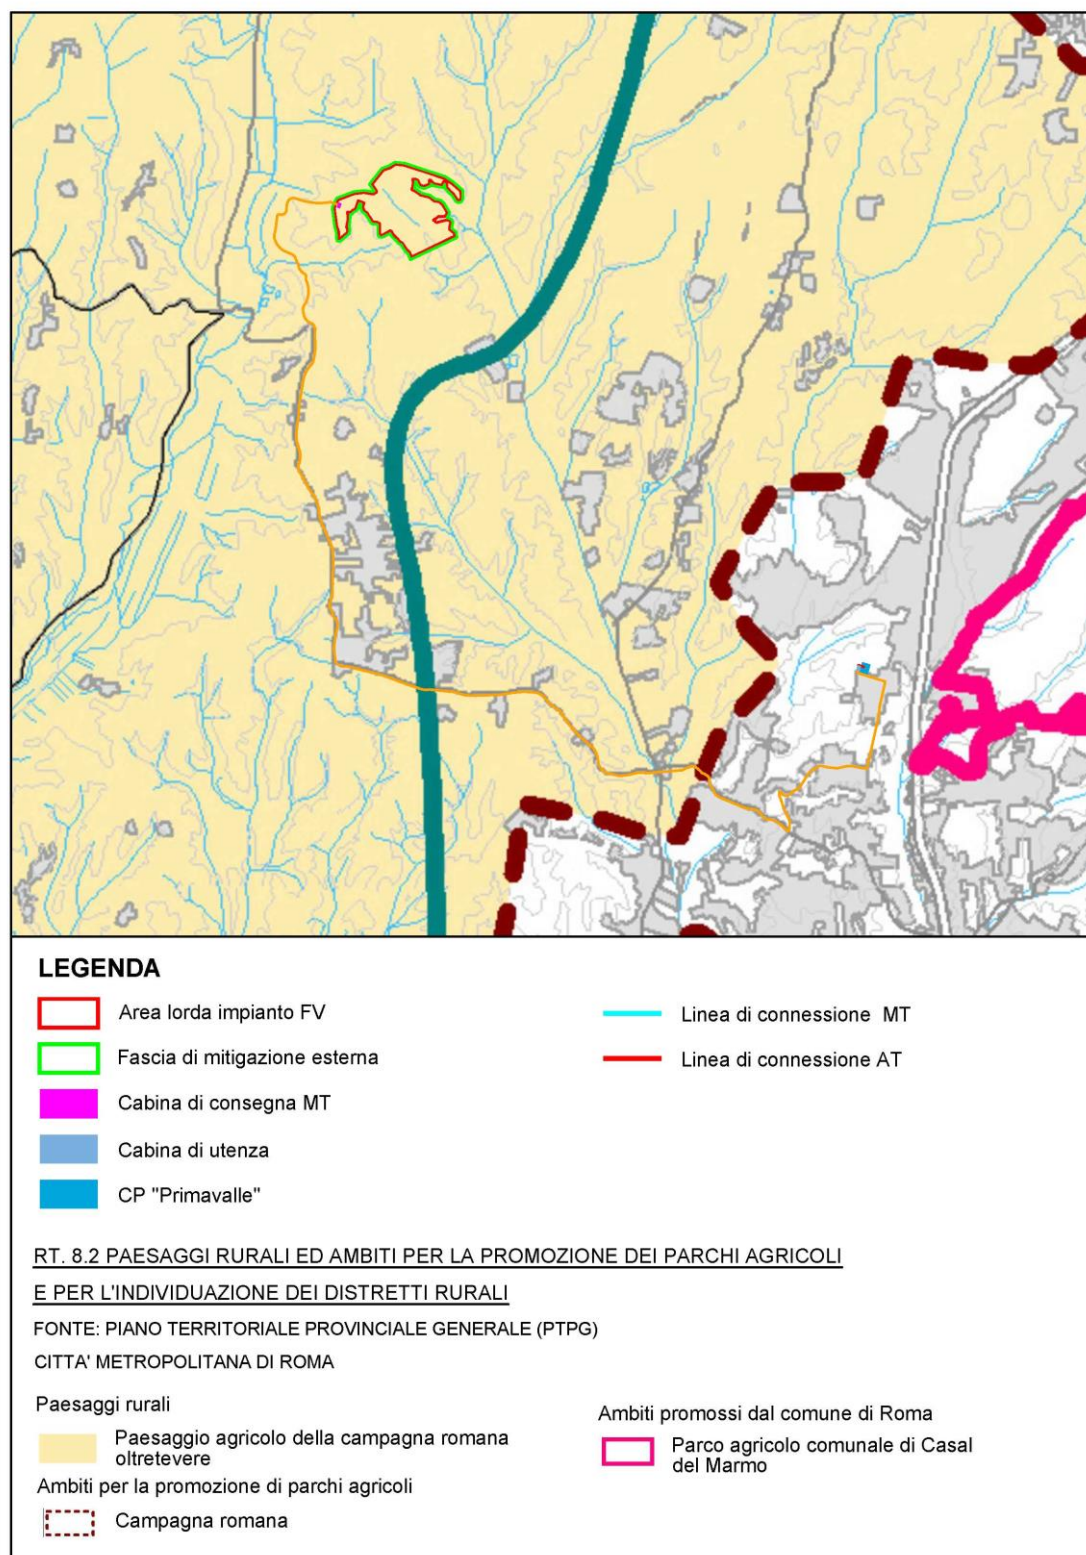 LEGENDA
Area lorda impianto FV
Fascia di mitigazione esterna
Cabina di consegna MT
Cabina di utenza
CP "Primavalle"
Linea di connessione MT
Linea di connessione AT
RT. 8.2 PAESAGGI RURALI ED AMBITI PER LA PROMOZIONE DEI PARCHI AGRICOLI
E PER L'INDIVIDUAZIONE DEI DISTRETTI RURALI
FONTE: PIANO TERRITORIALE PROVINCIALE GENERALE (PTPG)
CITTA' METROPOLITANA DI ROMA
Paesaggi rurali
Paesaggio agricolo della campagna romana
oltretevere
Ambiti per la promozione di parchi agricoli
Campagna romana
Ambiti promossi dal comune di Roma
Parco agricolo comunale di Casal
del Marmo